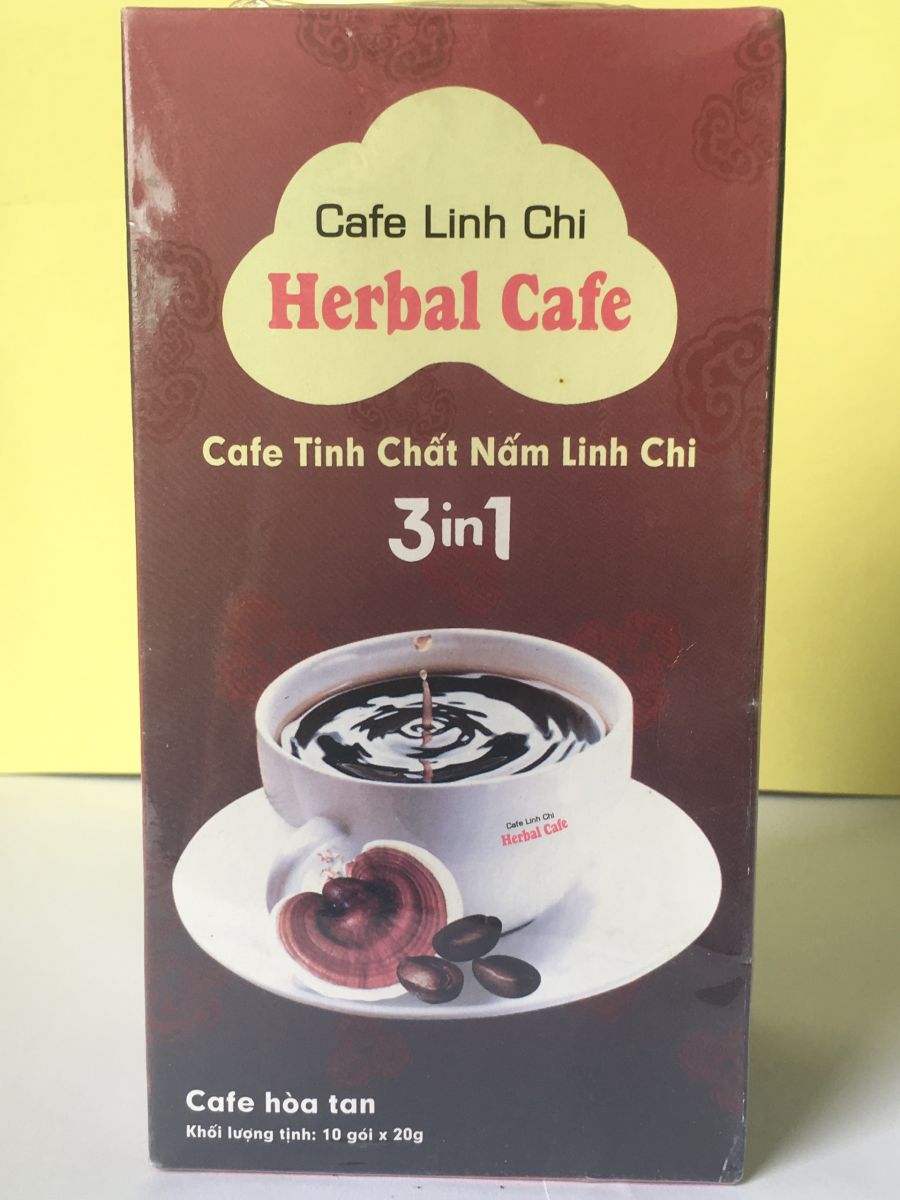 Cafe Linh Chi
Herbal Cafe
Cafe Tinh Chất Nấm Linh Chi
3in1
Cafe Linh Chi
Herbal Cafe
Cafe hòa tan
Khối lượng tịnh: 10 gói x 20g